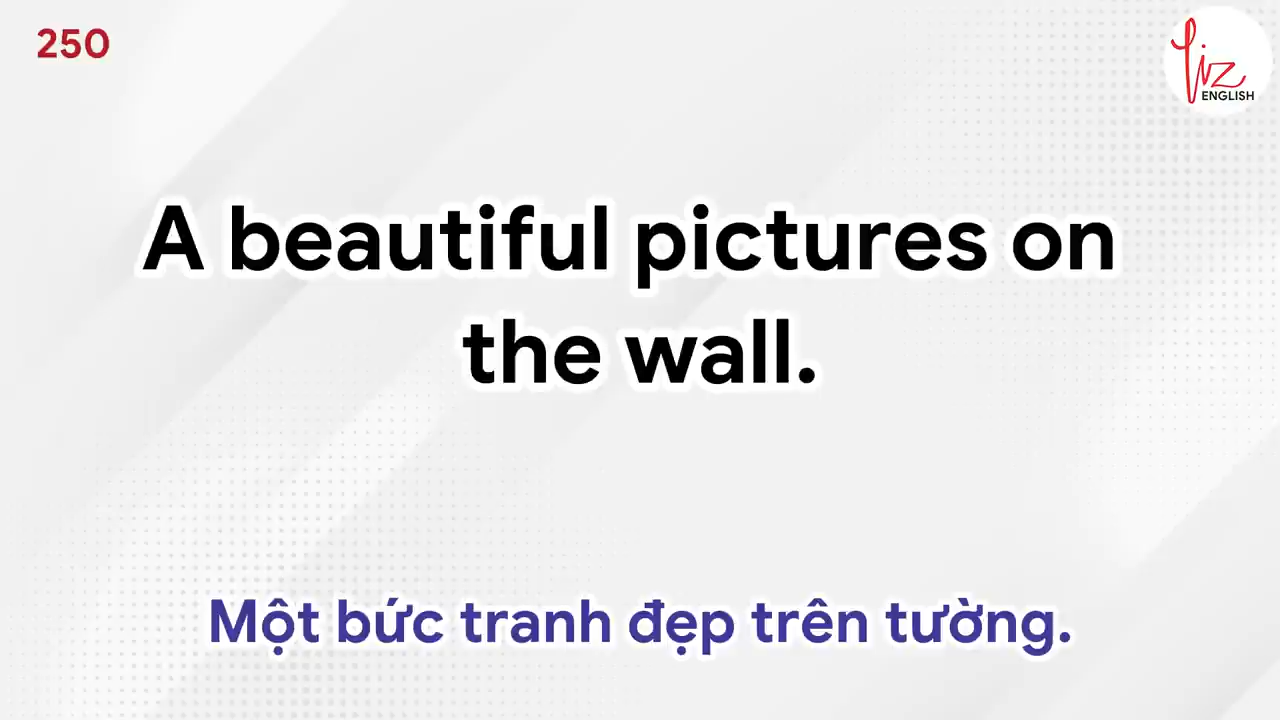 250
liz
ENGLISH
A beautiful pictures on
the wall.
Một bức tranh đẹp trên tường.